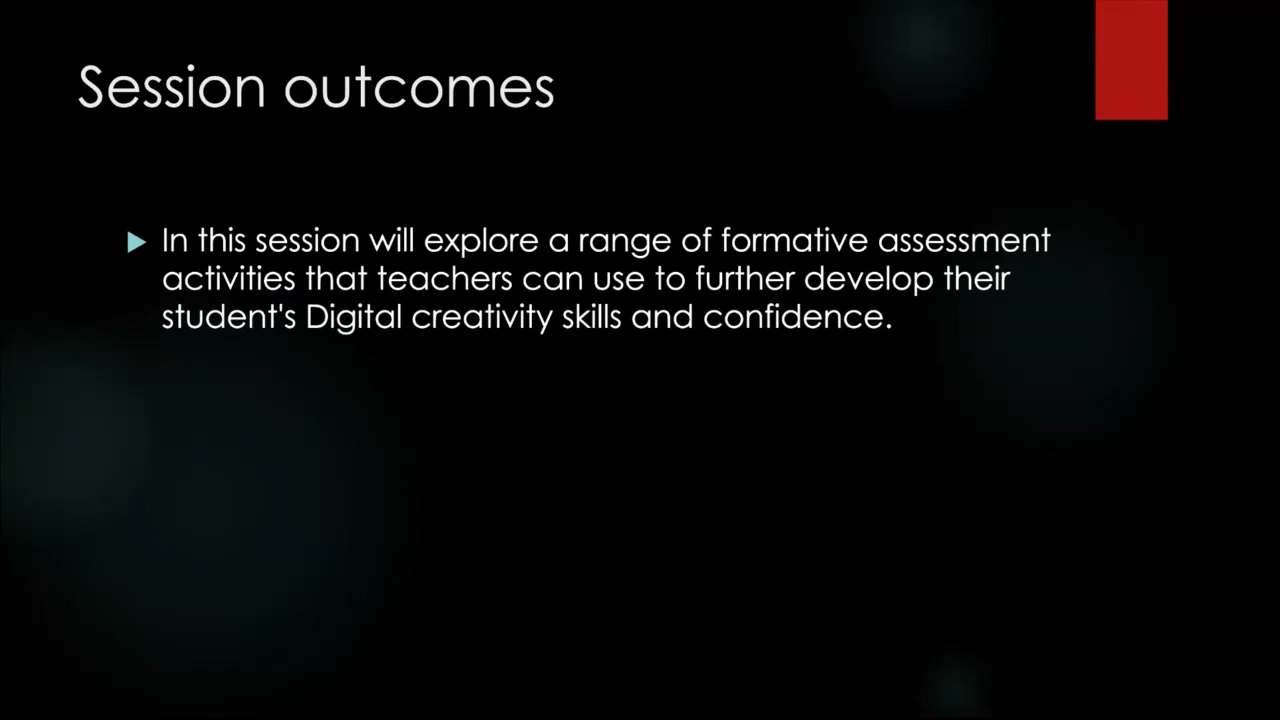 Session outcomes
In this session will explore a range of formative assessment
activities that teachers can use to further develop their
student's Digital creativity skills and confidence.